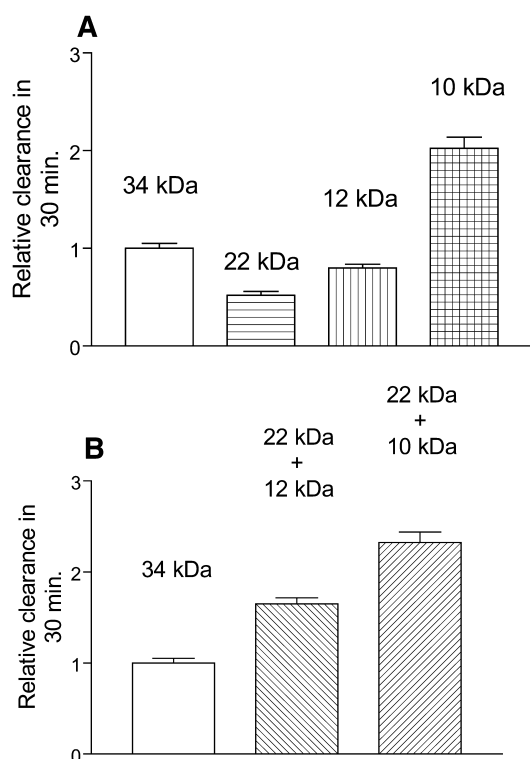 A
Relative clearance in
30 min.
3
2
1
0
34 kDa
22 kDa
12 kDa
10 kDa
B
Relative clearance in
30 min.
3
2
1
0
34 kDa
22 kDa
+
12 kDa
22 kDa
+
10 kDa